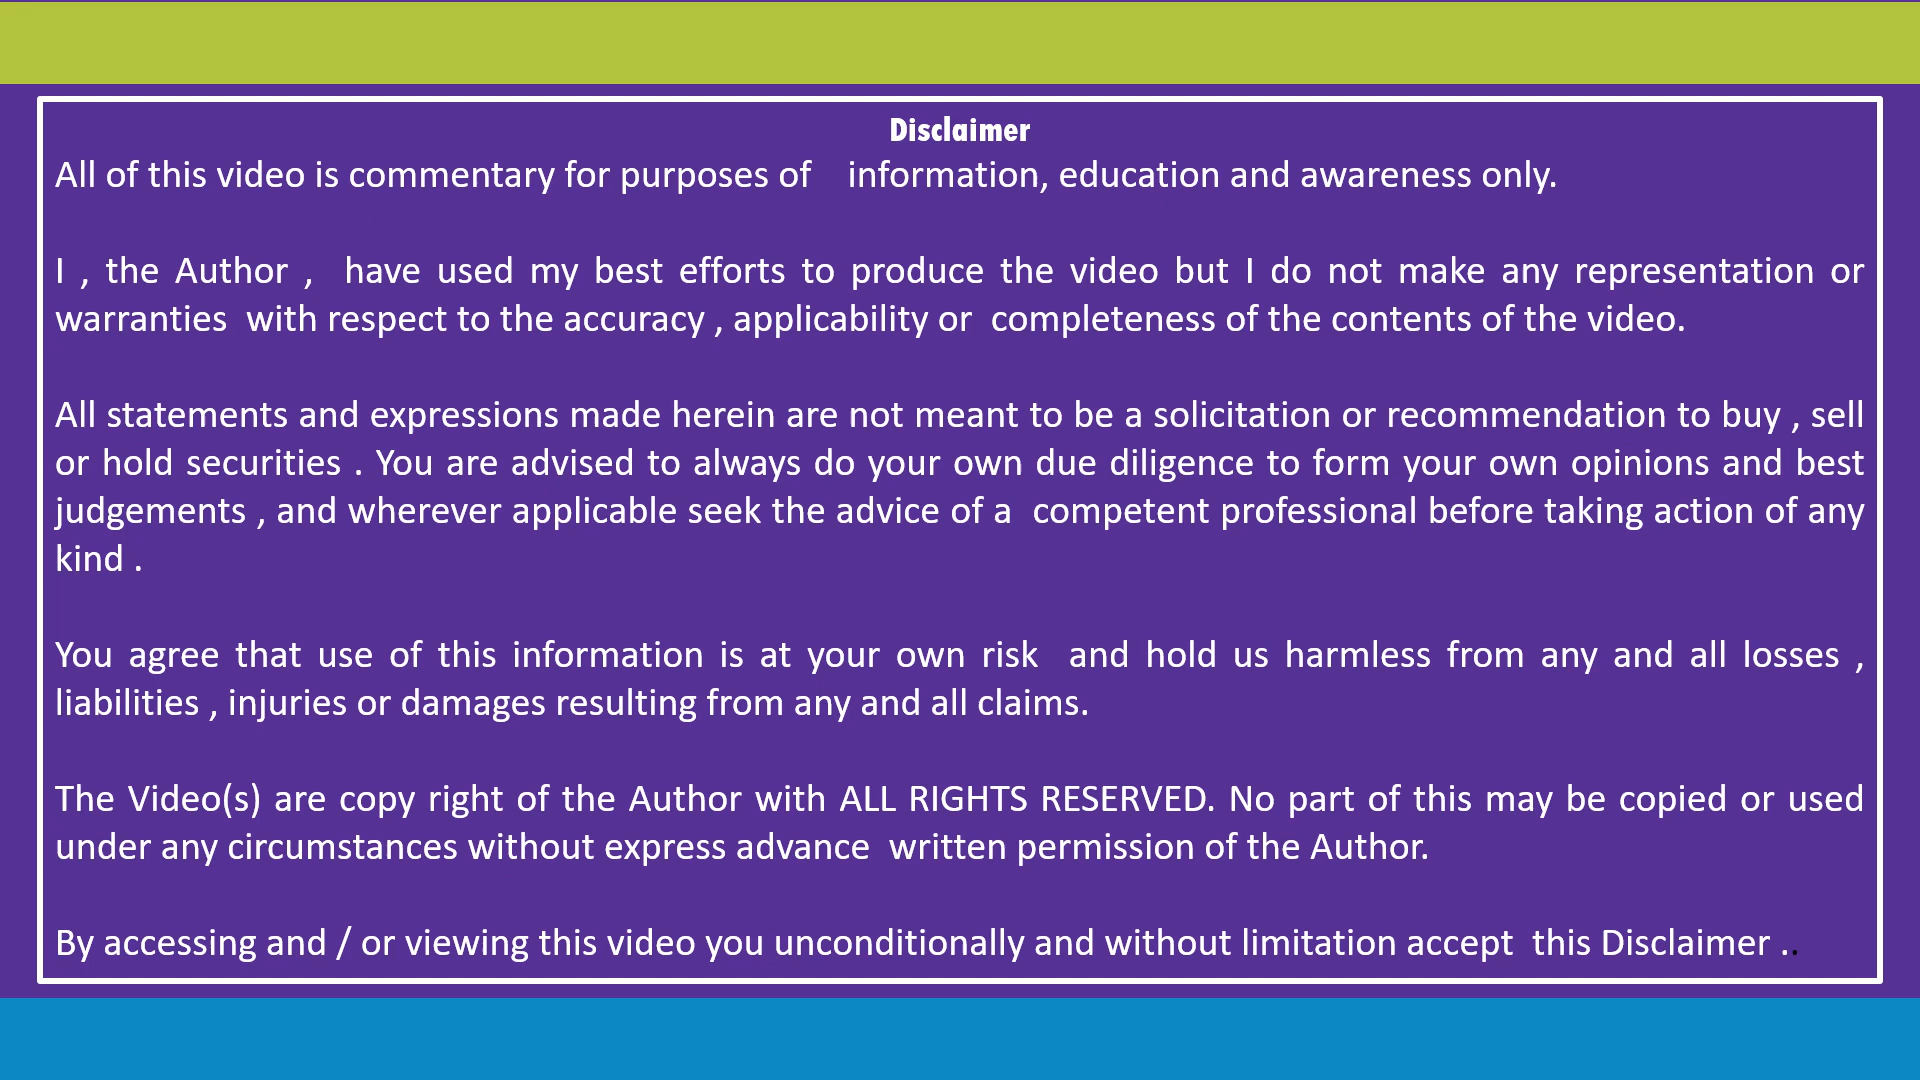 Disclaimer
All of this video is commentary for purposes of    information, education and awareness only.
I , the Author ,  have used my best efforts to produce the video but I do not make any representation or
warranties  with respect to the accuracy , applicability or  completeness of the contents of the video.
All statements and expressions made herein are not meant to be a solicitation or recommendation to buy , sell
or hold securities . You are advised to always do your own due diligence to form your own opinions and best
judgements , and wherever applicable seek the advice of a  competent professional before taking action of any
kind .
You agree that use of this information is at your own risk  and hold us harmless from any and all losses ,
liabilities , injuries or damages resulting from any and all claims.
The Video(s) are copy right of the Author with ALL RIGHTS RESERVED. No part of this may be copied or used
under any circumstances without express advance  written permission of the Author.
By accessing and / or viewing this video you unconditionally and without limitation accept  this Disclaimer ..